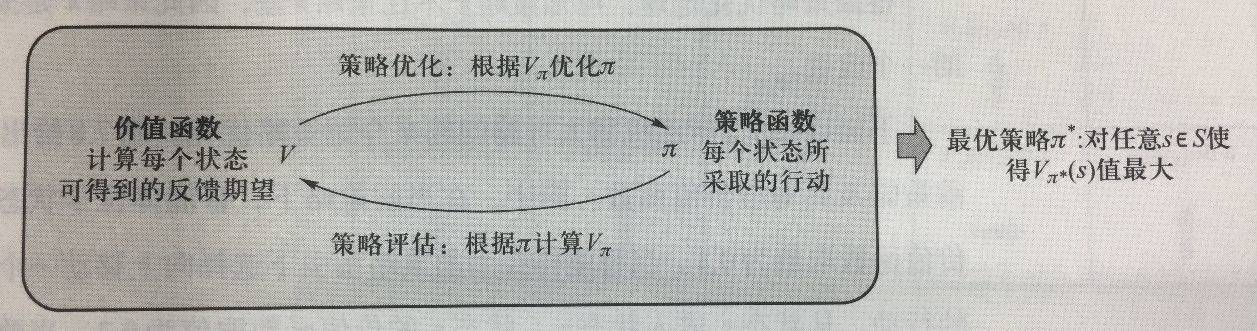 策略优化：根据Vπ优化π
价值函数
计算每个状态
可得到的反馈期望
V
π
策略函数
每个状态所
采取的行动
策略评估：根据π计算Vπ
最优策略π*:对任意s∈S使
得Vπ*(s)值最大